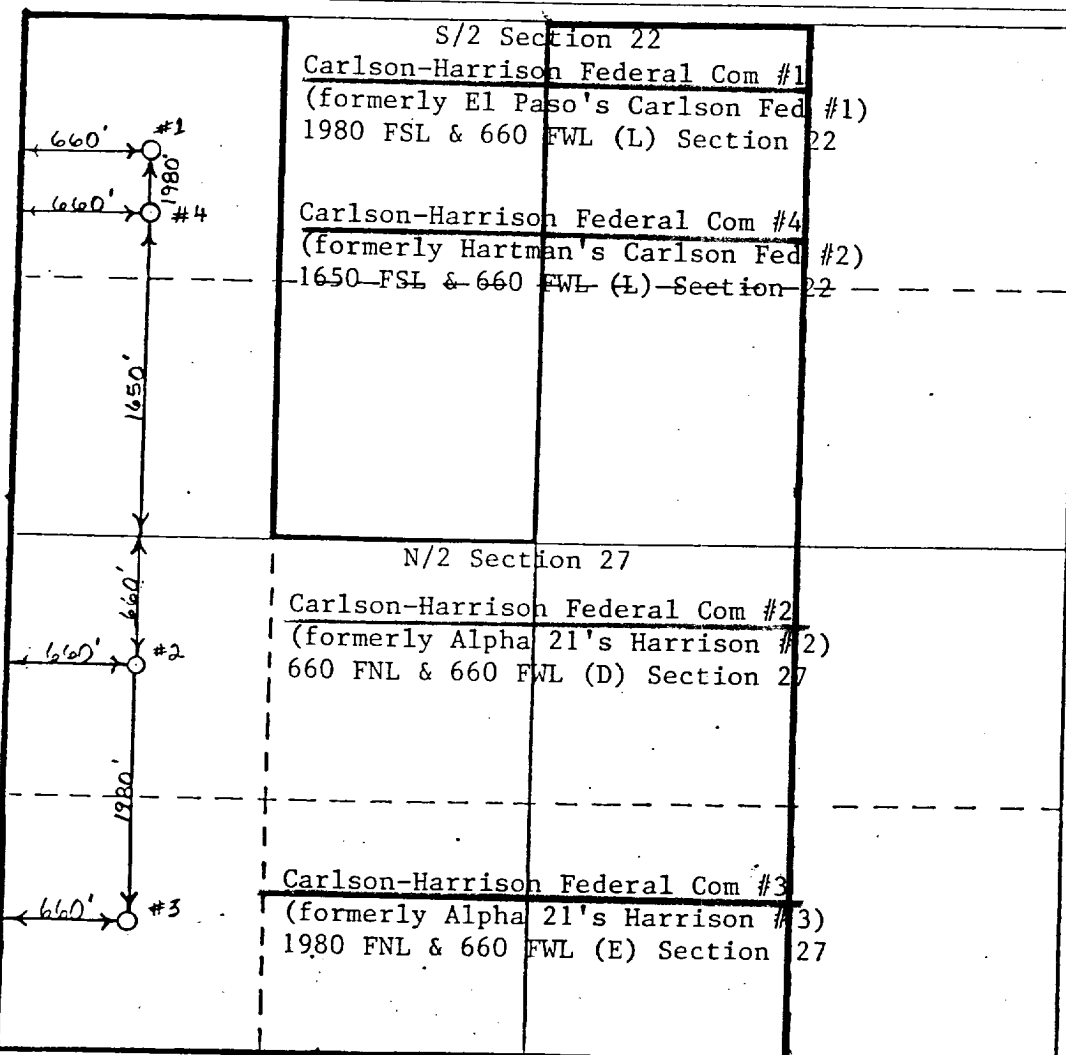 S/2 Section 22
Carlson-Harrison Federal Com #1
(formerly El Paso's Carlson Fed #1)
1980 FSL & 660 FWL (L) Section 22
660'
#1
1980'
660'
#4
Carlson-Harrison Federal Com #4
(formerly Hartman's Carlson Fed #2)
1650 FSL & 660 FWL (L) Section 22
1650'
N/2 Section 27
660'
Carlson-Harrison Federal Com #2
(formerly Alpha 21's Harrison #2)
660 FNL & 660 FWL (D) Section 27
660'
#2
1980'
Carlson-Harrison Federal Com #3
(formerly Alpha 21's Harrison #3)
1980 FNL & 660 FWL (E) Section 27
660'
#3